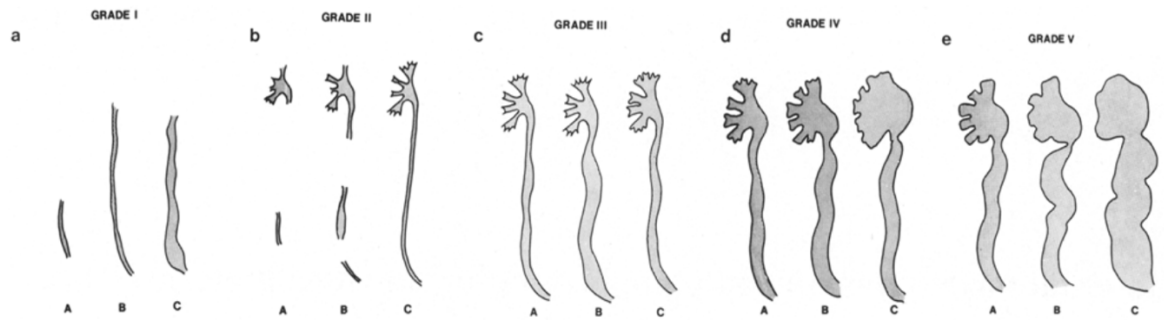 GRADE I
GRADE II
GRADE III
GRADE IV
GRADE V
a
b
c
d
e
A B C
A B C
A B C
A B C
A B C